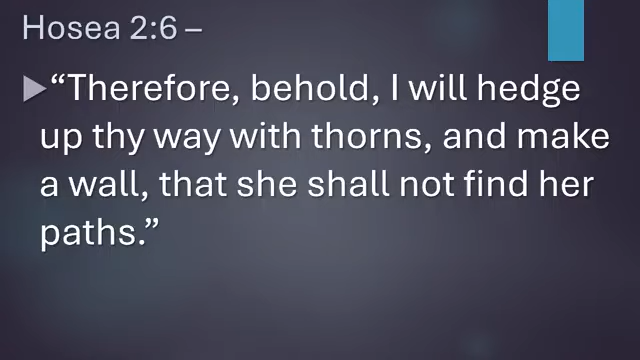 Hosea 2:6 –
“Therefore, behold, I will hedge
up thy way with thorns, and make
a wall, that she shall not find her
paths.”